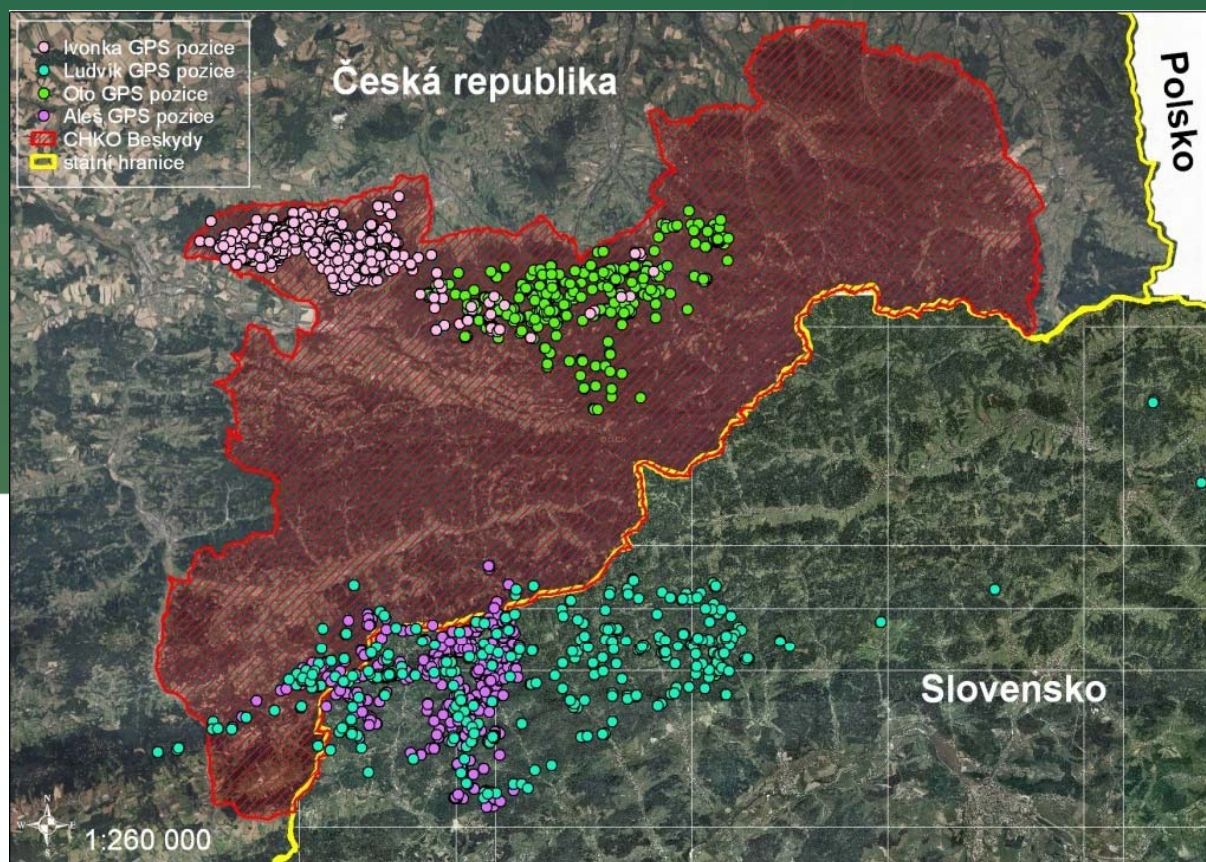 Ivonka GPS pozice
Ludvík GPS pozice
Oto GPS pozice
Aleš GPS pozice
CHKO Beskydy
státní hranice
Česká republika
Polsko
Slovensko
N
W E
S
1:260 000